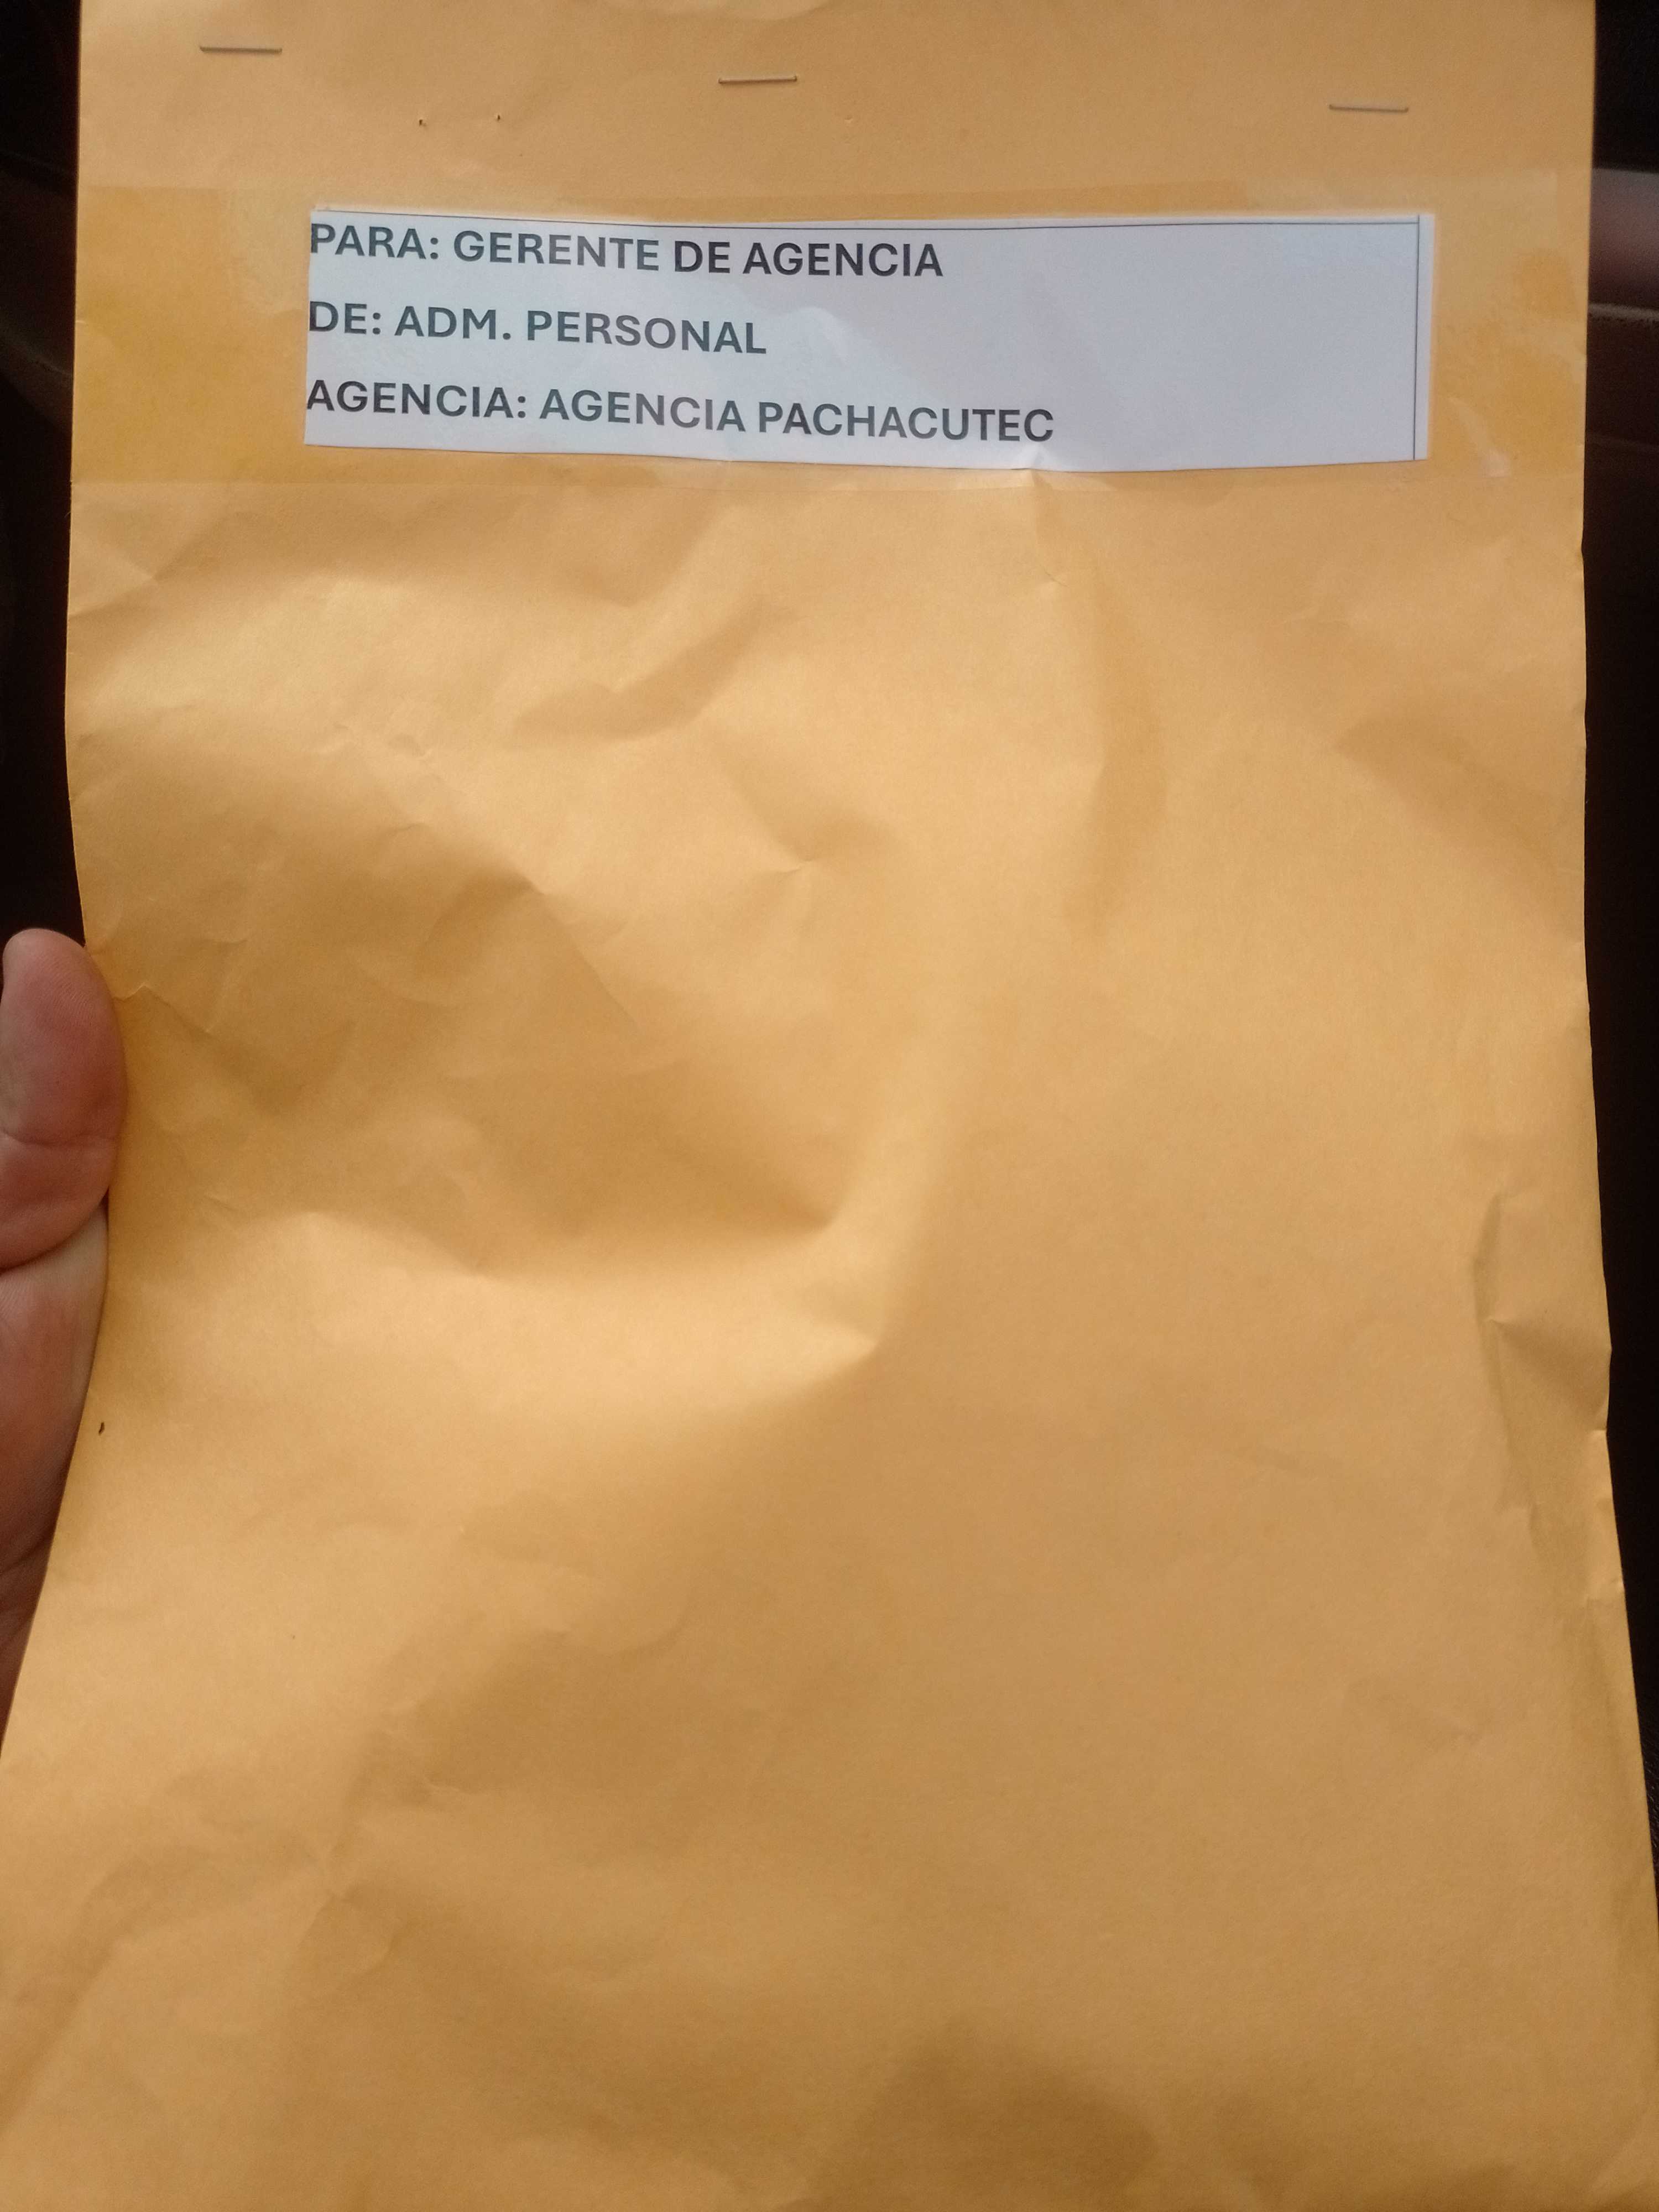 PARA: GERENTE DE AGENCIA
DE: ADM. PERSONAL
AGENCIA: AGENCIA PACHACUTEC